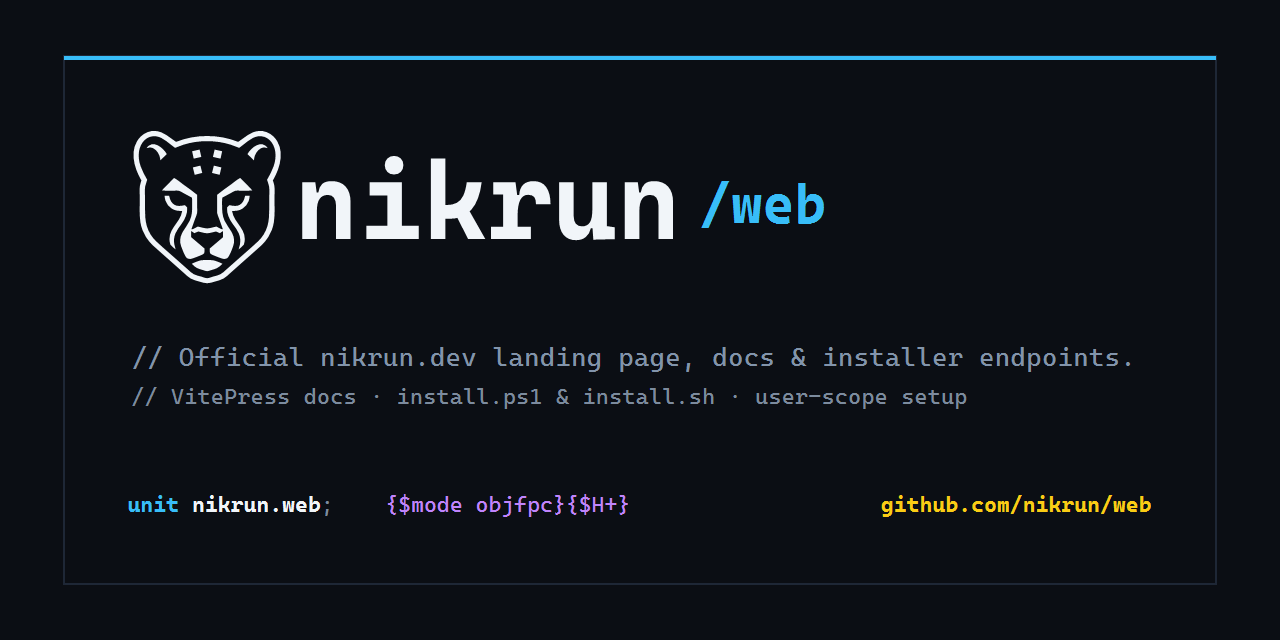 nikrun /web
// Official nikrun.dev landing page, docs & installer endpoints.
// VitePress docs · install.ps1 & install.sh · user-scope setup
unit nikrun.web; {$mode objfpc}{$H+} github.com/nikrun/web